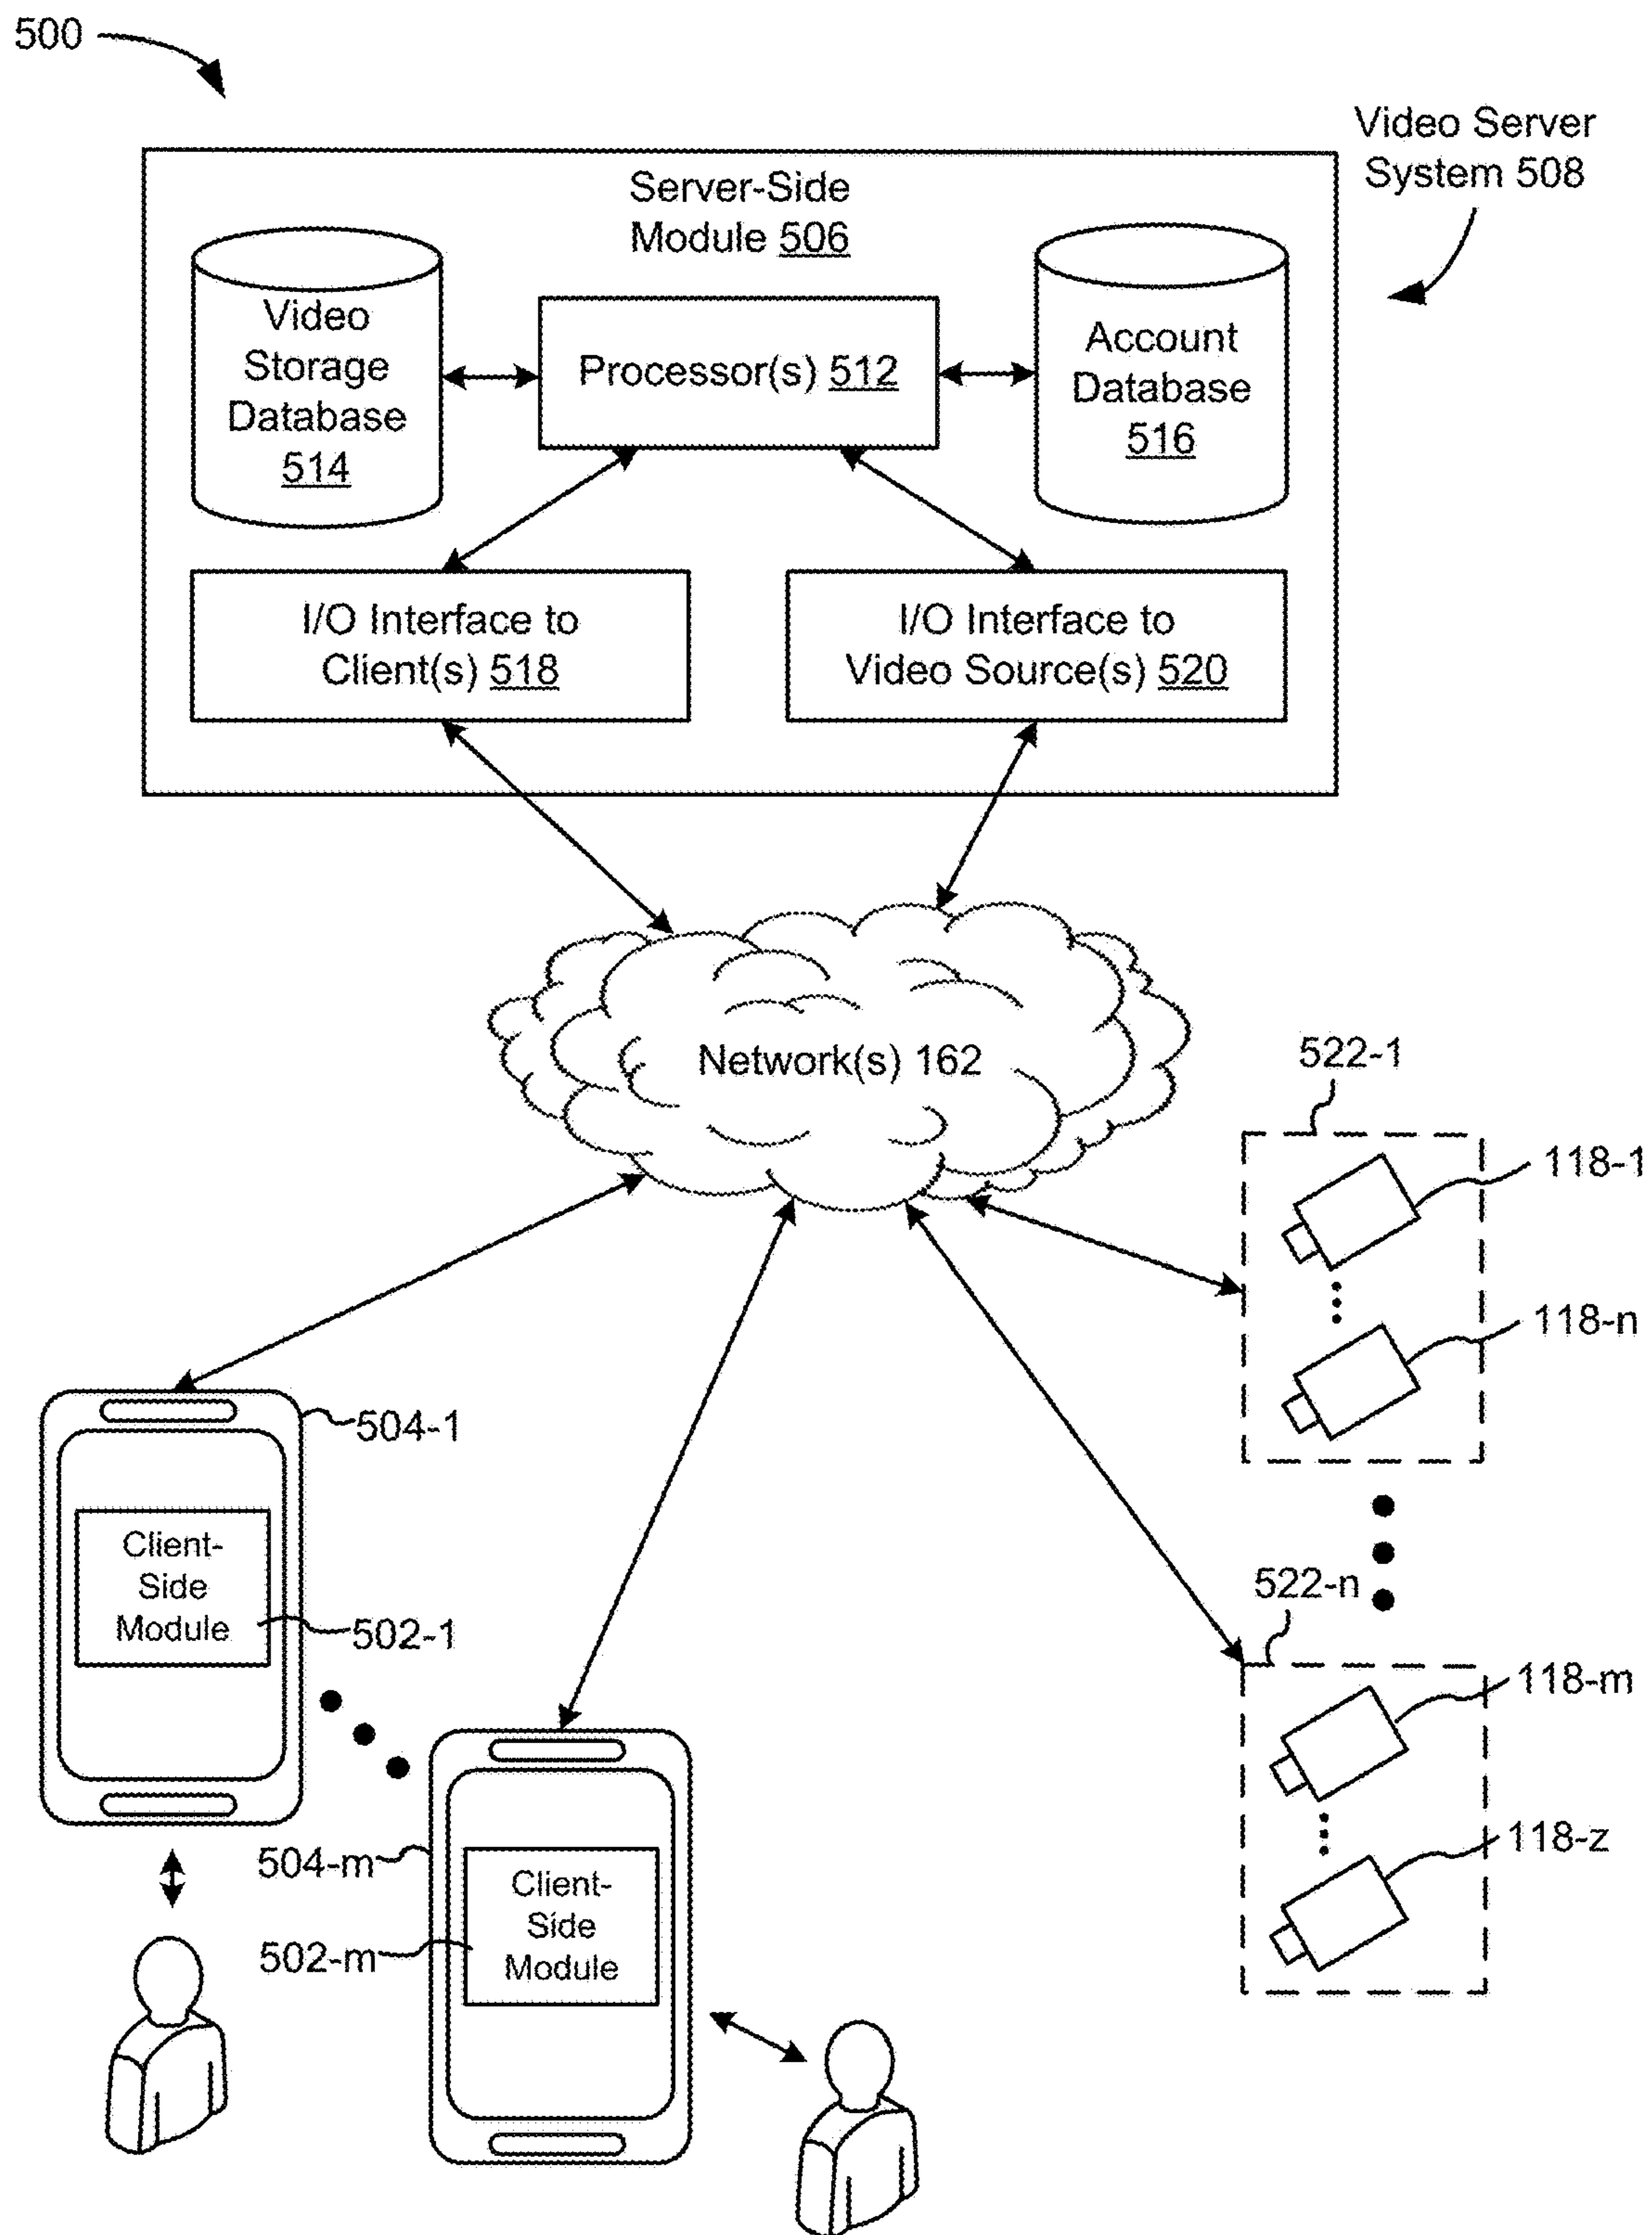 500
Video Server
System 508
Server-Side
Module 506
Video
Storage
Database
514
Processor(s) 512
Account
Database
516
I/O Interface to
Client(s) 518
I/O Interface to
Video Source(s) 520
Network(s) 162
522-1
118-1
118-n
504-1
Client-
Side
Module
502-1
522-n
118-m
118-z
504-m
Client-
Side
Module
502-m